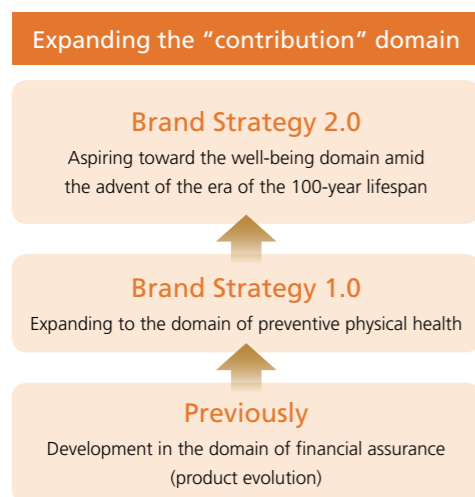 Expanding the “contribution” domain
Brand Strategy 2.0
Aspiring toward the well-being domain amid
the advent of the era of the 100-year lifespan
Brand Strategy 1.0
Expanding to the domain of preventive physical health
Previously
Development in the domain of financial assurance
(product evolution)